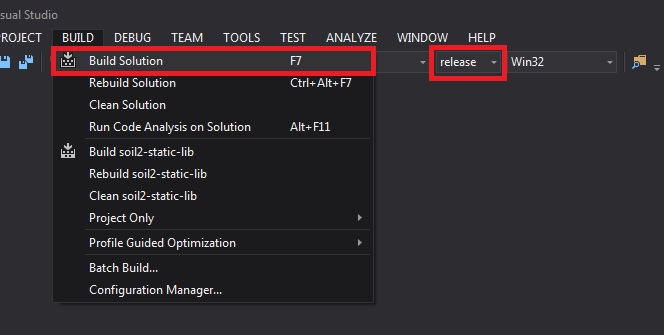 sual Studio
PROJECT BUILD DEBUG TEAM TOOLS TEST ANALYZE WINDOW HELP
Build Solution F7
release Win32
Rebuild Solution Ctrl+Alt+F7
Clean Solution
Run Code Analysis on Solution Alt+F11
Build soil2-static-lib
Rebuild soil2-static-lib
Clean soil2-static-lib
Project Only
Profile Guided Optimization
Batch Build...
Configuration Manager...